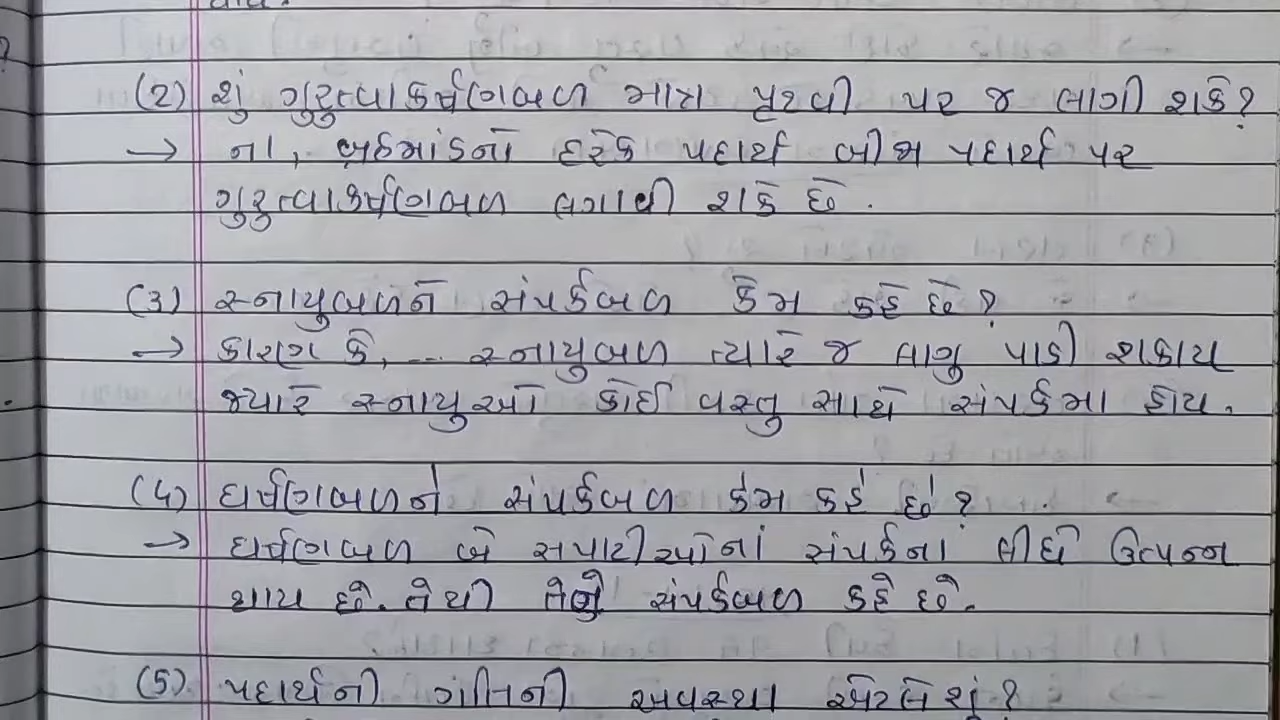 (2) શું ગુરુત્વાકર્ષણબળ માત્ર પૃથ્વી પર જ લાગી શકે?
→ ના, બ્રહ્માંડનો દરેક પદાર્થ બીજા પદાર્થ પર
ગુરુત્વાકર્ષણબળ લગાવી શકે છે.
(3) સ્નાયુબળને સંપર્કબળ કેમ કહે છે?
→ કારણ કે, ... સ્નાયુબળ ત્યારે જ લાગુ પાડી શકાય
જ્યારે સ્નાયુઓ કોઈ વસ્તુ સાથે સંપર્કમા હોય.
(4) ઘર્ષણબળને સંપર્કબળ કેમ કહે છે?
→ ઘર્ષણબળ બે સપાટીઓનાં સંપર્કના લીધે ઉત્પન્ન
થાય છે. તેથી તેને સંપર્કબળ કહે છે.
(5) પદાર્થની ગતિની અવસ્થા એટલે શું?